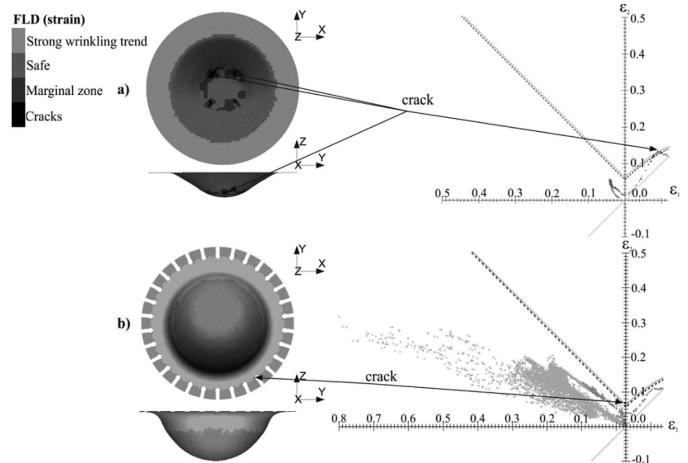 FLD (strain)
Strong wrinkling trend
Safe
Marginal zone
Cracks
a)
Y
Z X
Z
X Y
crack
ε₂
0.5
0.4
0.3
0.2
0.1
0.5 0.4 0.3 0.2 0.1 0.0 ε₁
-0.1
b)
Y
Z X
Z
X Y
crack
ε₂
0.5
0.4
0.3
0.2
0.1
0.8 0.7 0.6 0.5 0.4 0.3 0.2 0.1 0.0 0.1 ε₁
-0.1